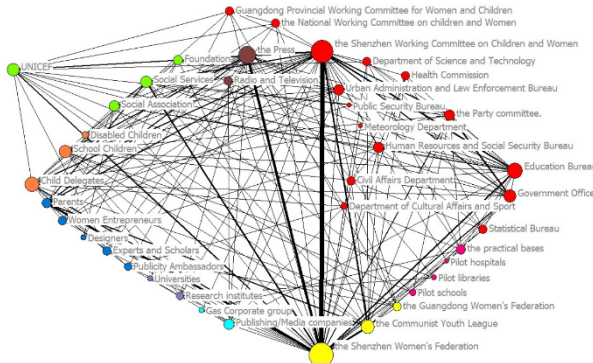 Guangdong Provincial Working Committee for Women and Children
the National Working Committee on children and Women
the Press
the Shenzhen Working Committee on Children and Women
Foundation
Department of Science and Technology
UNICEF
Health Commission
Social Services
Radio and Television
Urban Administration and Law Enforcement Bureau
Social Association
Public Security Bureau
the Party committee.
Meteorology Department
Disabled Children
School Children
Human Resources and Social Security Bureau
Education Bureau
Child Delegates
Civil Affairs Department
Government Office
Parents
Department of Cultural Affairs and Sport
Women Entrepreneurs
Statistical Bureau
Designers
Experts and Scholars
the practical bases
Pilot hospitals
Publicity Ambassadors
Universities
Pilot libraries
Research institutes
Pilot schools
Gas Corporate group
the Guangdong Women's Federation
Publishing/Media companies
the Communist Youth League
the Shenzhen Women's Federation